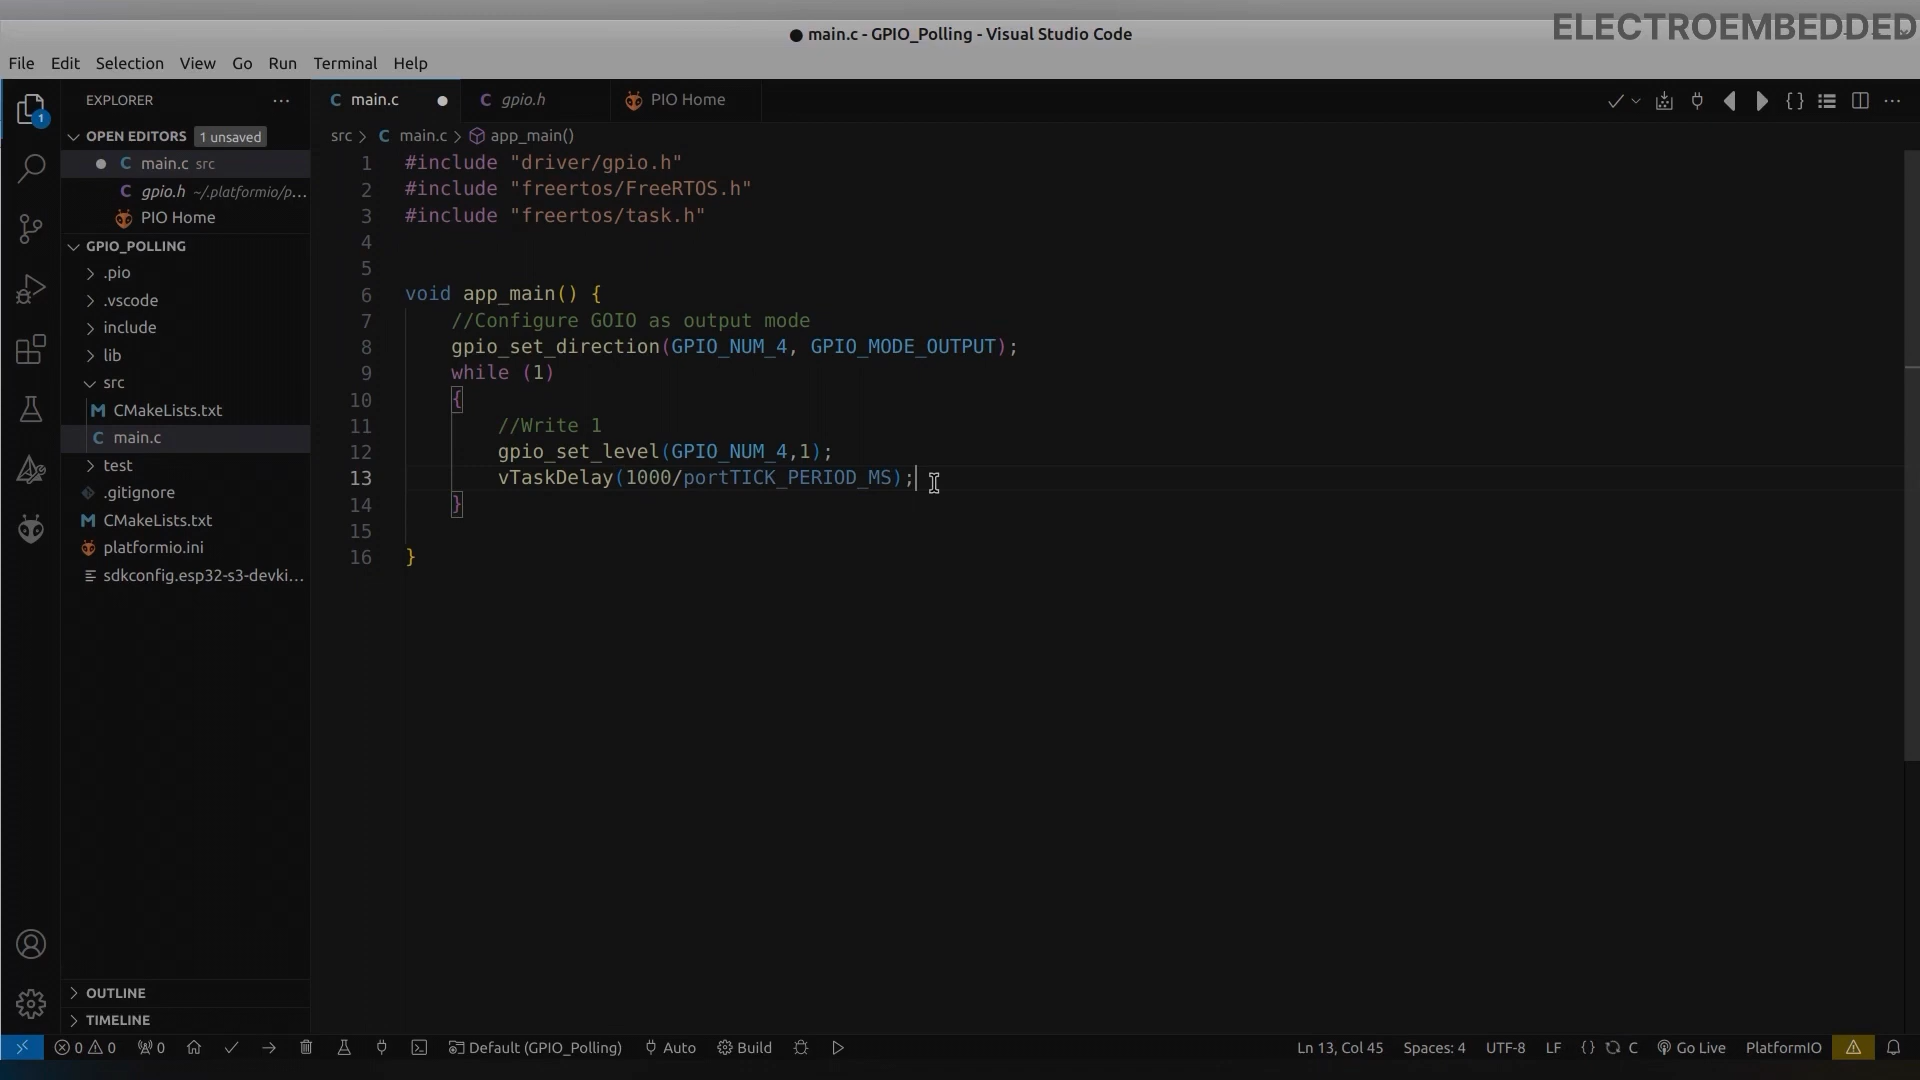 ELECTROEMBEDDED
● main.c - GPIO_Polling - Visual Studio Code
File Edit Selection View Go Run Terminal Help
EXPLORER
OPEN EDITORS 1 unsaved
C main.c src
C gpio.h ~/.platformio/p...
PIO Home
GPIO_POLLING
.pio
.vscode
include
lib
src
M CMakeLists.txt
C main.c
test
.gitignore
M CMakeLists.txt
platformio.ini
sdkconfig.esp32-s3-devki...
OUTLINE
TIMELINE
1
C main.c ● C gpio.h PIO Home
src > C main.c > app_main()
1 #include "driver/gpio.h"
2 #include "freertos/FreeRTOS.h"
3 #include "freertos/task.h"
4
5
6 void app_main() {
7 //Configure GOIO as output mode
8 gpio_set_direction(GPIO_NUM_4, GPIO_MODE_OUTPUT);
9 while (1)
10 {
11 //Write 1
12 gpio_set_level(GPIO_NUM_4,1);
13 vTaskDelay(1000/portTICK_PERIOD_MS);
14 }
15
16 }
0 0 0 Default (GPIO_Polling) Auto Build Ln 13, Col 45 Spaces: 4 UTF-8 LF {} C Go Live PlatformIO